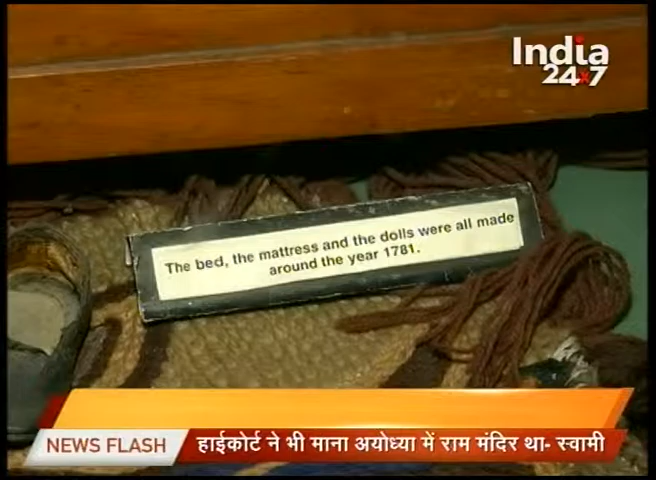 India
24x7
The bed, the mattress and the dolls were all made
around the year 1781.
NEWS FLASH
हाईकोर्ट ने भी माना अयोध्या में राम मंदिर था- स्वामी